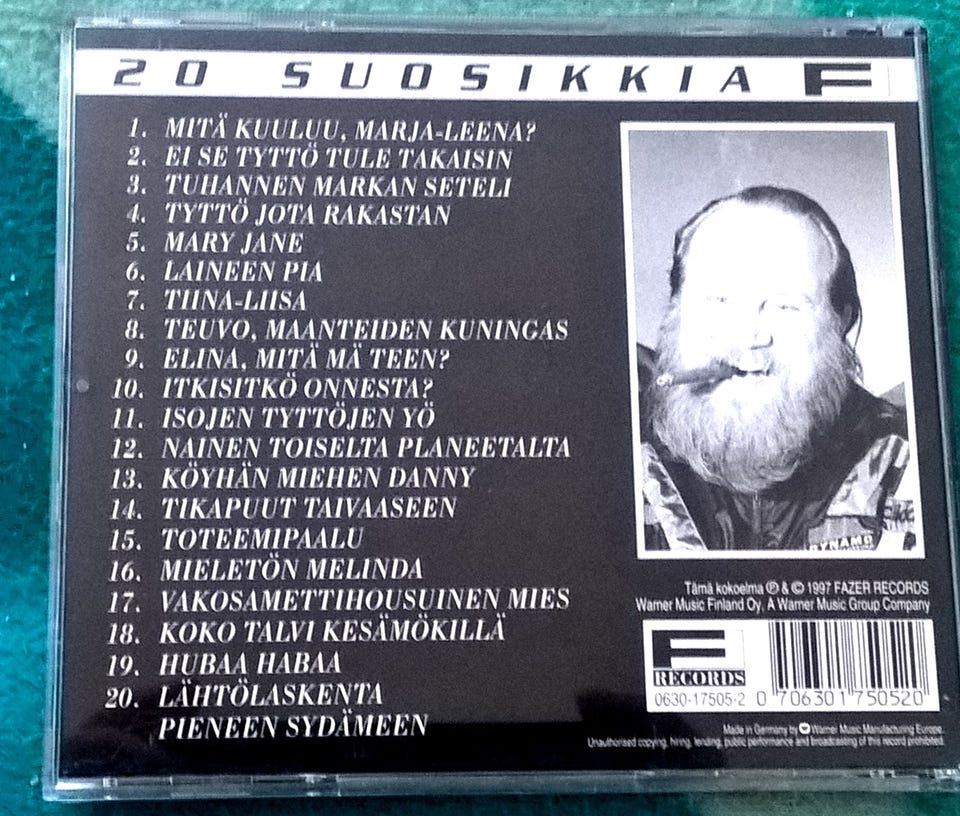 20 SUOSIKKIA F
1. MITÄ KUULUU, MARJA-LEENA?
2. EI SE TYTTÖ TULE TAKAISIN
3. TUHANNEN MARKAN SETELI
4. TYTTÖ JOTA RAKASTAN
5. MARY JANE
6. LAINEEN PIA
7. TIINA-LIISA
8. TEUVO, MAANTEIDEN KUNINGAS
9. ELINA, MITÄ MÄ TEEN?
10. ITKISITKÖ ONNESTA?
11. ISOJEN TYTTÖJEN YÖ
12. NAINEN TOISELTA PLANEETALTA
13. KÖYHÄN MIEHEN DANNY
14. TIKAPUUT TAIVAASEEN
15. TOTEEMIPAALU
16. MIELETÖN MELINDA
17. VAKOSAMETTIHOUSUINEN MIES
18. KOKO TALVI KESÄMÖKILLÄ
19. HUBAA HABAA
20. LÄHTÖLASKENTA
PIENEEN SYDÄMEEN
DYNAMO
Tämä kokoelma ℗ & © 1997 FAZER RECORDS
Warner Music Finland Oy. A Warner Music Group Company
F
RECORDS
0630-17505-2
0 706301 750520
Made in Germany by Warner Music Manufacturing Europe.
Unauthorised copying, hiring, lending, public performance and broadcasting of this record prohibited.